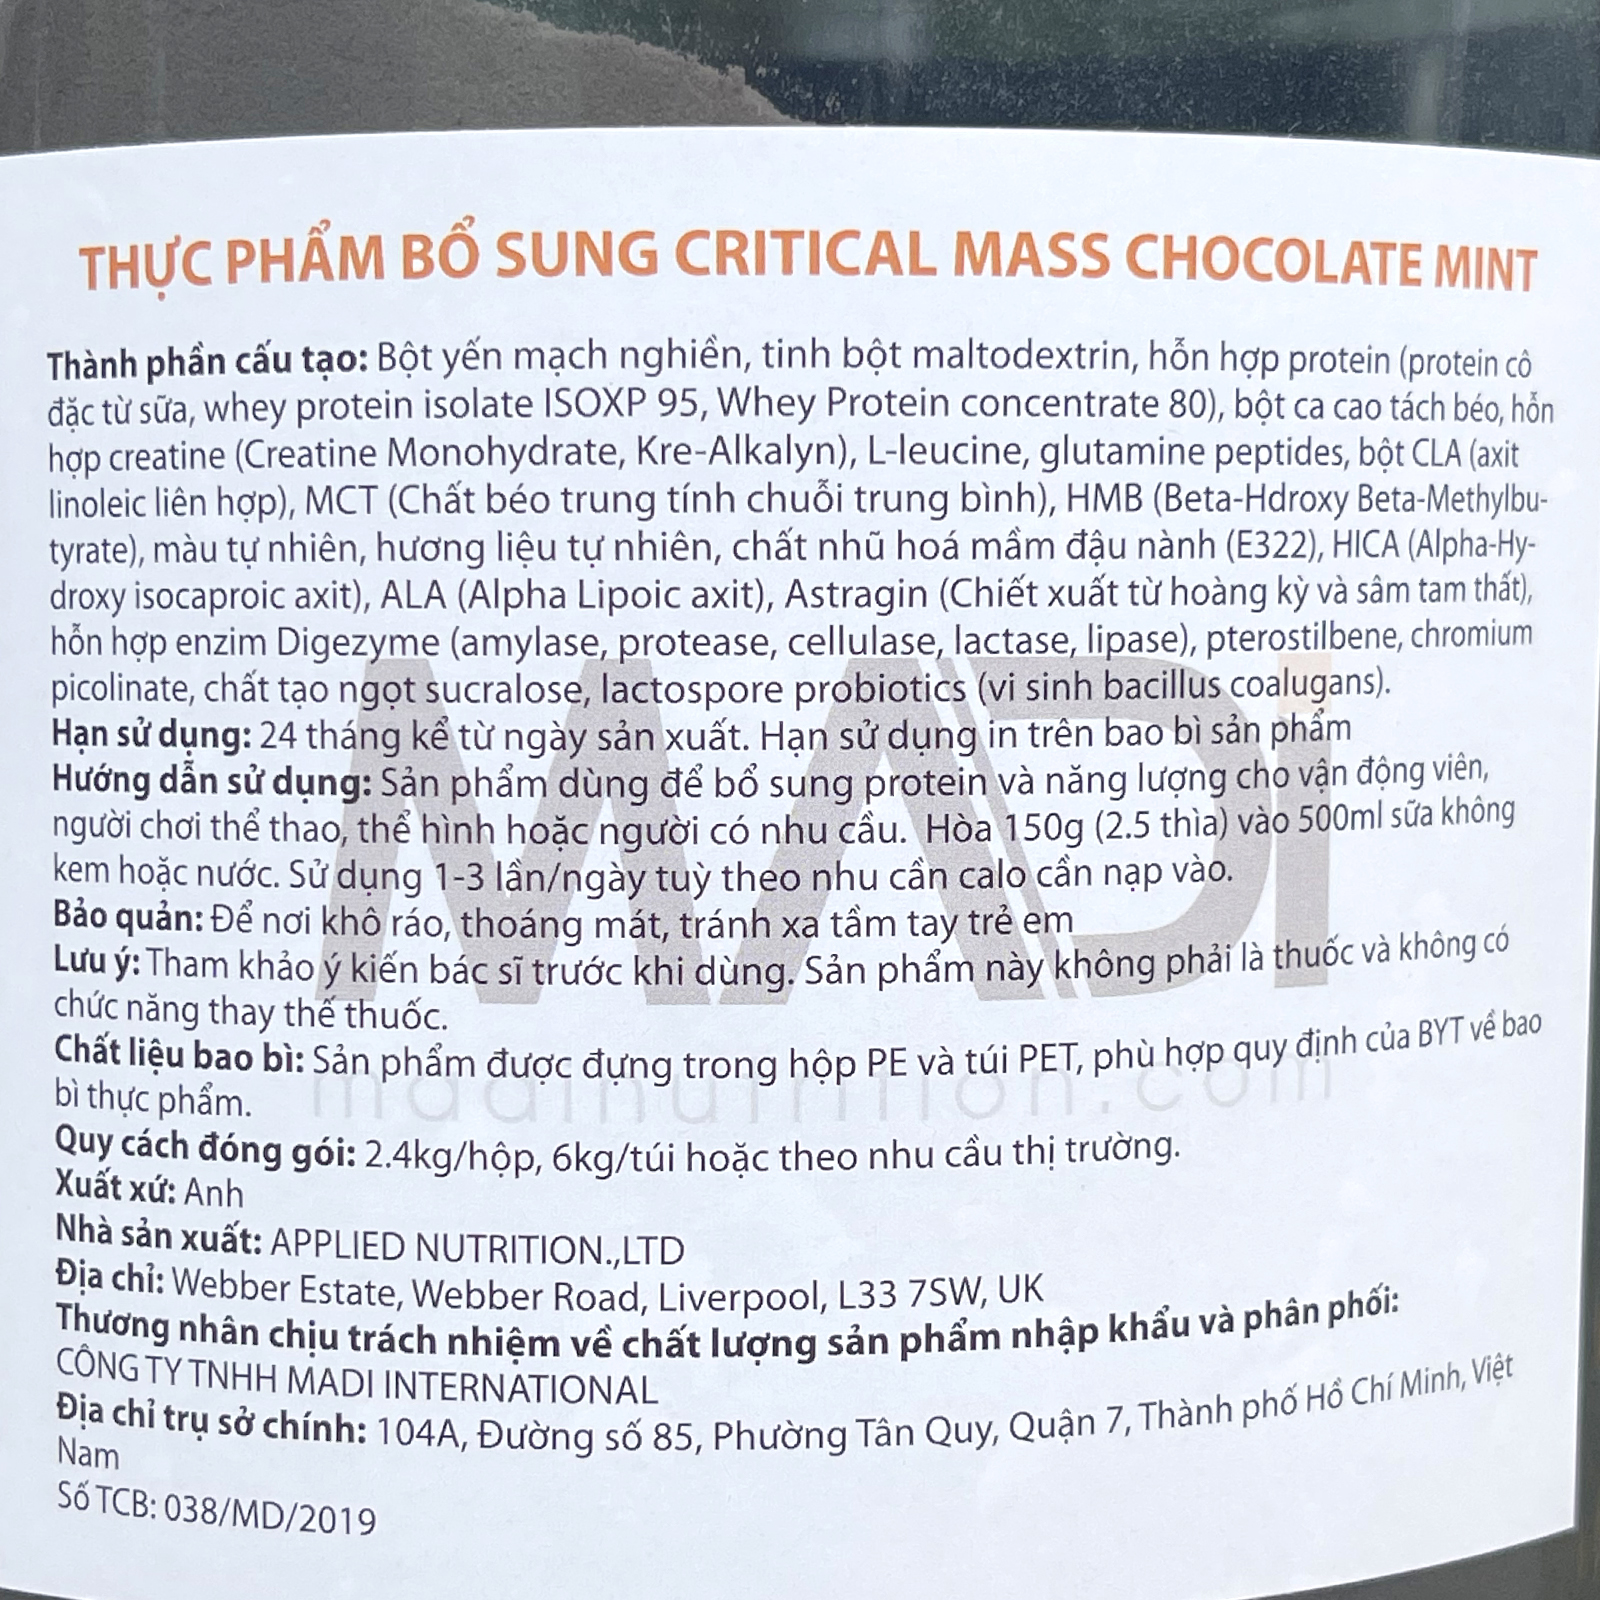 THỰC PHẨM BỔ SUNG CRITICAL MASS CHOCOLATE MINT
Thành phần cấu tạo: Bột yến mạch nghiền, tinh bột maltodextrin, hỗn hợp protein (protein cô
đặc từ sữa, whey protein isolate ISOXP 95, Whey Protein concentrate 80), bột ca cao tách béo, hỗn
hợp creatine (Creatine Monohydrate, Kre-Alkalyn), L-leucine, glutamine peptides, bột CLA (axit
linoleic liên hợp), MCT (Chất béo trung tính chuỗi trung bình), HMB (Beta-Hdroxy Beta-Methylbu-
tyrate), màu tự nhiên, hương liệu tự nhiên, chất nhũ hoá mầm đậu nành (E322), HICA (Alpha-Hy-
droxy isocaproic axit), ALA (Alpha Lipoic axit), Astragin (Chiết xuất từ hoàng kỳ và sâm tam thất),
hỗn hợp enzim Digezyme (amylase, protease, cellulase, lactase, lipase), pterostilbene, chromium
picolinate, chất tạo ngọt sucralose, lactospore probiotics (vi sinh bacillus coalugans).
Hạn sử dụng: 24 tháng kể từ ngày sản xuất. Hạn sử dụng in trên bao bì sản phẩm
Hướng dẫn sử dụng: Sản phẩm dùng để bổ sung protein và năng lượng cho vận động viên,
người chơi thể thao, thể hình hoặc người có nhu cầu. Hòa 150g (2.5 thìa) vào 500ml sữa không
kem hoặc nước. Sử dụng 1-3 lần/ngày tuỳ theo nhu cần calo cần nạp vào.
Bảo quản: Để nơi khô ráo, thoáng mát, tránh xa tầm tay trẻ em
Lưu ý: Tham khảo ý kiến bác sĩ trước khi dùng. Sản phẩm này không phải là thuốc và không có
chức năng thay thế thuốc.
Chất liệu bao bì: Sản phẩm được đựng trong hộp PE và túi PET, phù hợp quy định của BYT về bao
bì thực phẩm.
Quy cách đóng gói: 2.4kg/hộp, 6kg/túi hoặc theo nhu cầu thị trường.
Xuất xứ: Anh
Nhà sản xuất: APPLIED NUTRITION.,LTD
Địa chỉ: Webber Estate, Webber Road, Liverpool, L33 7SW, UK
Thương nhân chịu trách nhiệm về chất lượng sản phẩm nhập khẩu và phân phối:
CÔNG TY TNHH MADI INTERNATIONAL
Địa chỉ trụ sở chính: 104A, Đường số 85, Phường Tân Quy, Quận 7, Thành phố Hồ Chí Minh, Việt
Nam
Số TCB: 038/MD/2019
MADI
madinutrition.com